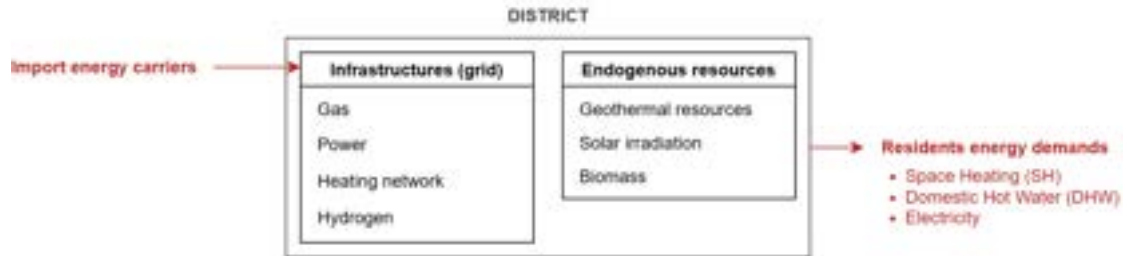 DISTRICT
Import energy carriers
Infrastructures (grid)
Gas
Power
Heating network
Hydrogen
Endogenous resources
Geothermal resources
Solar irradiation
Biomass
Residents energy demands
• Space Heating (SH)
• Domestic Hot Water (DHW)
• Electricity